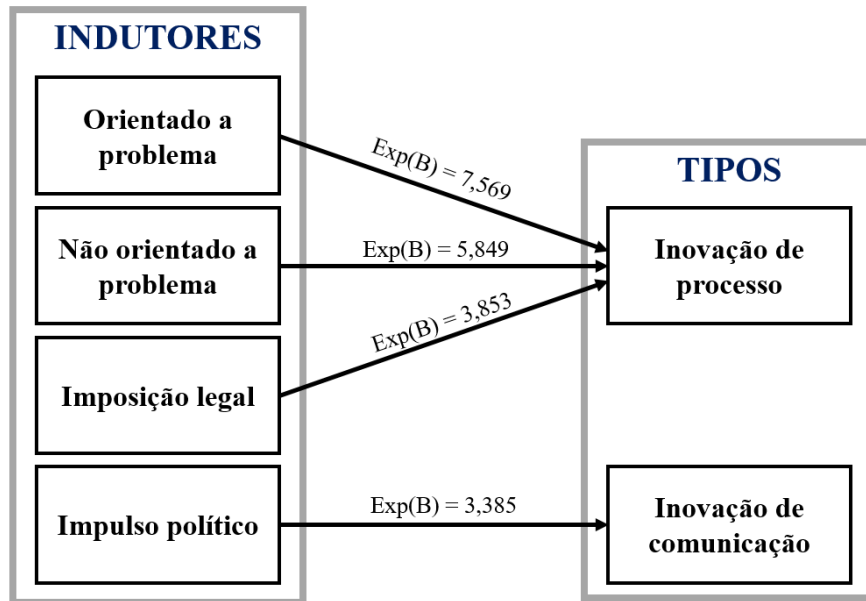 INDUTORES
Orientado a
problema
Não orientado a
problema
Imposição legal
Impulso político
Exp(B) = 7,569
Exp(B) = 5,849
Exp(B) = 3,853
Exp(B) = 3,385
TIPOS
Inovação de
processo
Inovação de
comunicação